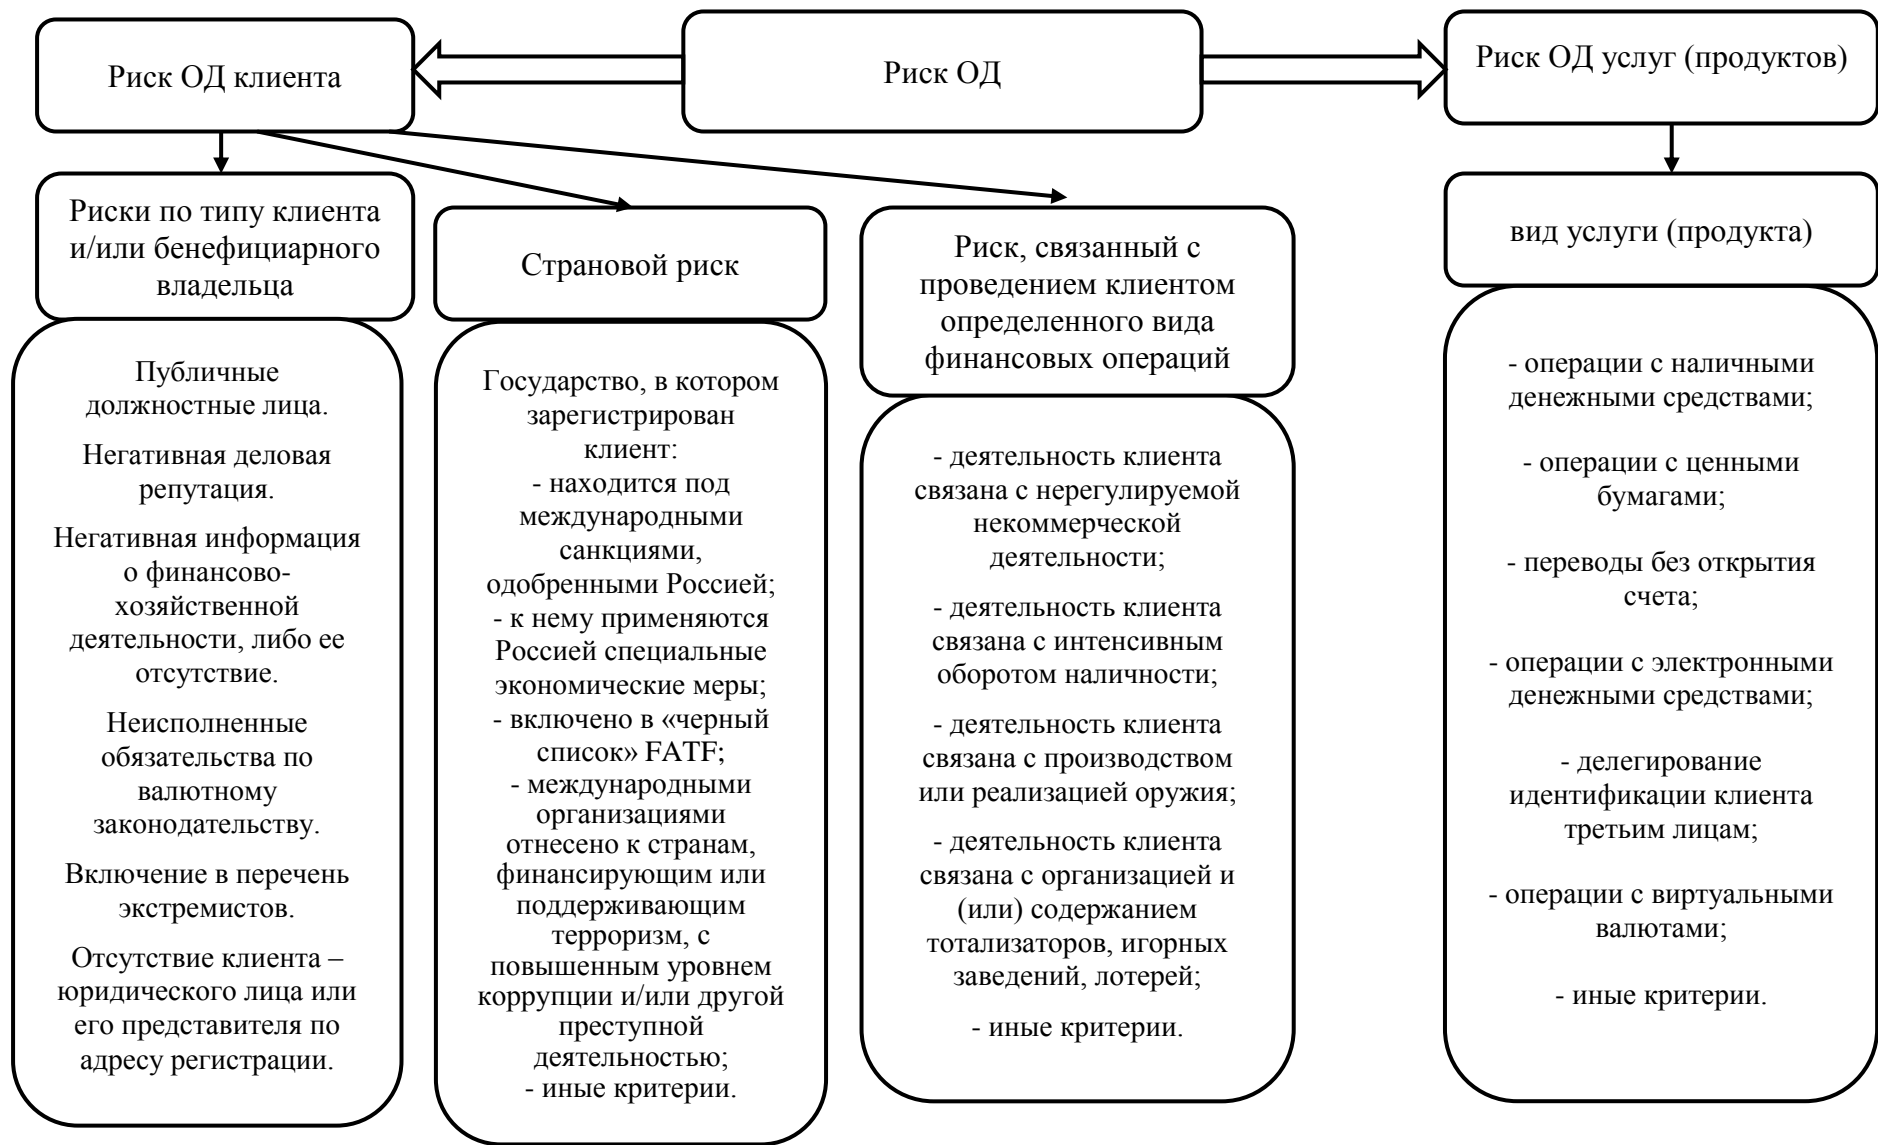 Риск ОД клиента
Риск ОД
Риск ОД услуг (продуктов)
Риски по типу клиента
и/или бенефициарного
владельца
Публичные
должностные лица.
Негативная деловая
репутация.
Негативная информация
о финансово-
хозяйственной
деятельности, либо ее
отсутствие.
Неисполненные
обязательства по
валютному
законодательству.
Включение в перечень
экстремистов.
Отсутствие клиента –
юридического лица или
его представителя по
адресу регистрации.
Страновой риск
Государство, в котором
зарегистрирован
клиент:
- находится под
международными
санкциями,
одобренными Россией;
- к нему применяются
Россией специальные
экономические меры;
- включено в «черный
список» FATF;
- международными
организациями
отнесено к странам,
финансирующим или
поддерживающим
терроризм, с
повышенным уровнем
коррупции и/или другой
преступной
деятельностью;
- иные критерии.
Риск, связанный с
проведением клиентом
определенного вида
финансовых операций
- деятельность клиента
связана с нерегулируемой
некоммерческой
деятельности;
- деятельность клиента
связана с интенсивным
оборотом наличности;
- деятельность клиента
связана с производством
или реализацией оружия;
- деятельность клиента
связана с организацией и
(или) содержанием
тотализаторов, игорных
заведений, лотерей;
- иные критерии.
вид услуги (продукта)
- операции с наличными
денежными средствами;
- операции с ценными
бумагами;
- переводы без открытия
счета;
- операции с электронными
денежными средствами;
- делегирование
идентификации клиента
третьим лицам;
- операции с виртуальными
валютами;
- иные критерии.